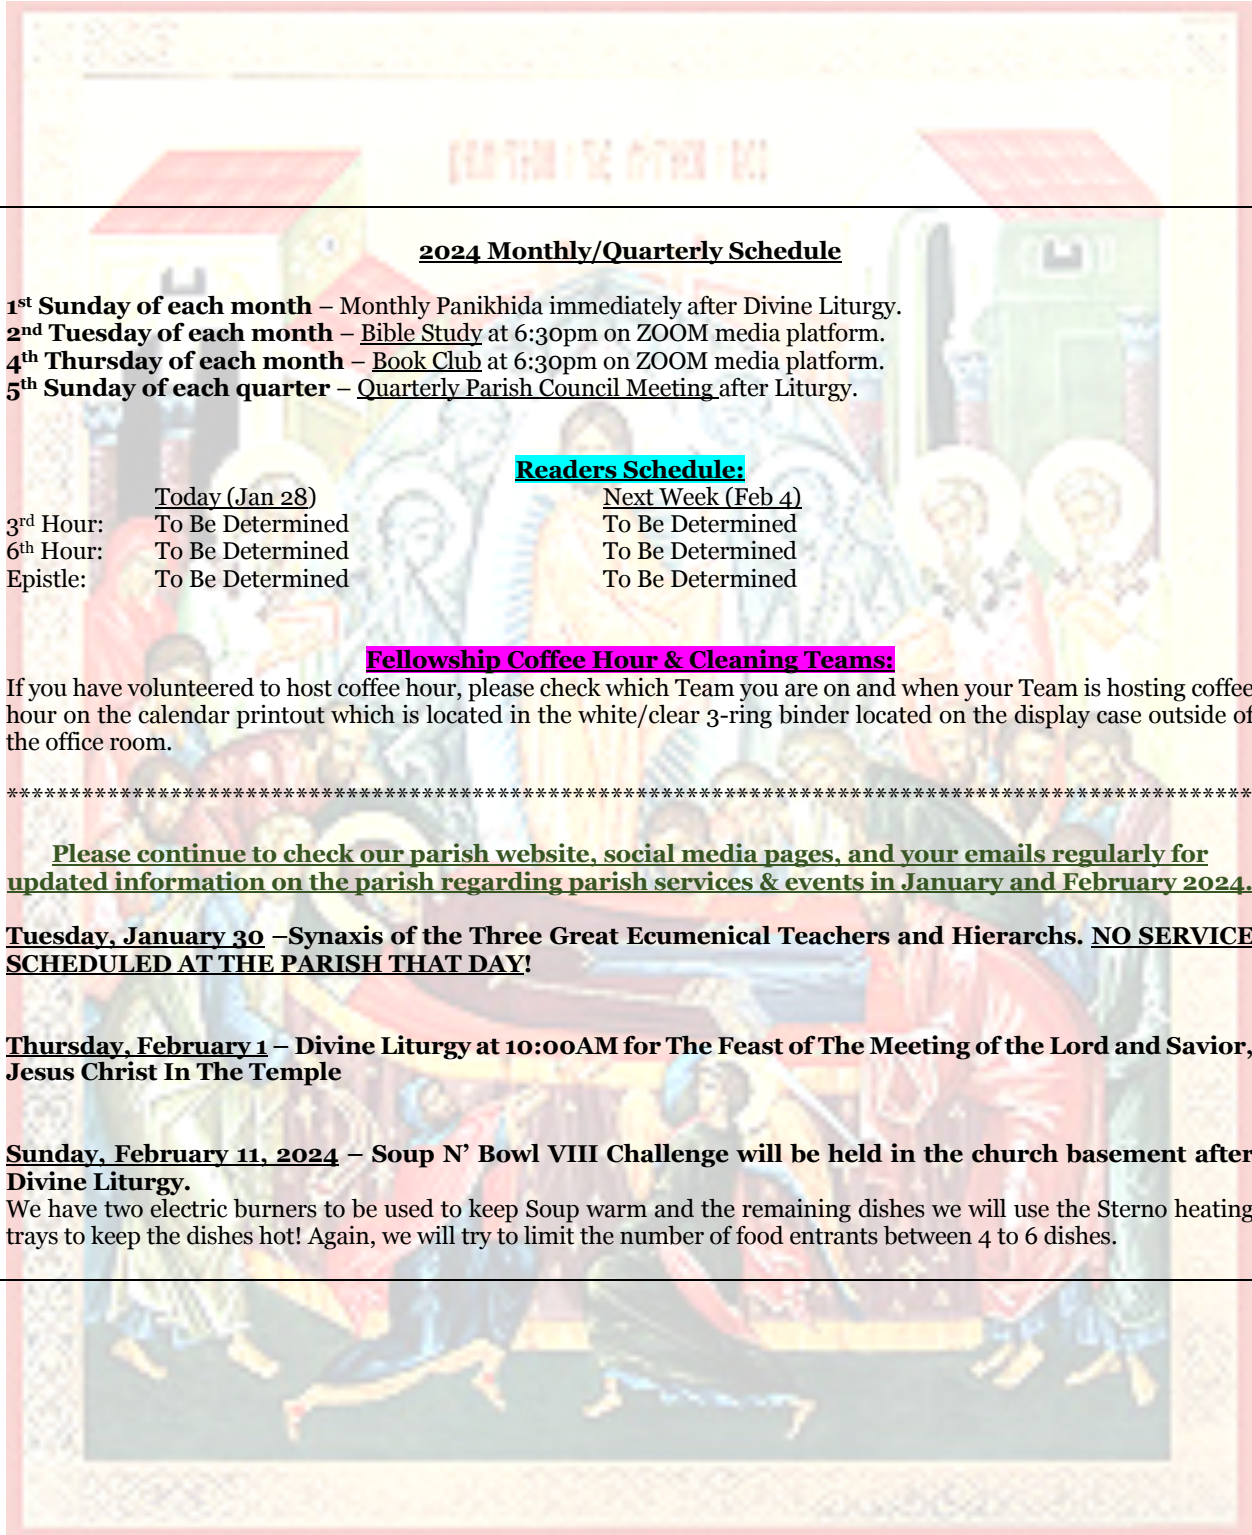 2024 Monthly/Quarterly Schedule
1st Sunday of each month – Monthly Panikhida immediately after Divine Liturgy.
2nd Tuesday of each month – Bible Study at 6:30pm on ZOOM media platform.
4th Thursday of each month – Book Club at 6:30pm on ZOOM media platform.
5th Sunday of each quarter – Quarterly Parish Council Meeting after Liturgy.
Readers Schedule:
Today (Jan 28) Next Week (Feb 4)
3rd Hour: To Be Determined To Be Determined
6th Hour: To Be Determined To Be Determined
Epistle: To Be Determined To Be Determined
Fellowship Coffee Hour & Cleaning Teams:
If you have volunteered to host coffee hour, please check which Team you are on and when your Team is hosting coffee
hour on the calendar printout which is located in the white/clear 3-ring binder located on the display case outside of
the office room.
****************************************************************************************************
Please continue to check our parish website, social media pages, and your emails regularly for
updated information on the parish regarding parish services & events in January and February 2024.
Tuesday, January 30 –Synaxis of the Three Great Ecumenical Teachers and Hierarchs. NO SERVICE
SCHEDULED AT THE PARISH THAT DAY!
Thursday, February 1 – Divine Liturgy at 10:00AM for The Feast of The Meeting of the Lord and Savior,
Jesus Christ In The Temple
Sunday, February 11, 2024 – Soup N’ Bowl VIII Challenge will be held in the church basement after
Divine Liturgy.
We have two electric burners to be used to keep Soup warm and the remaining dishes we will use the Sterno heating
trays to keep the dishes hot! Again, we will try to limit the number of food entrants between 4 to 6 dishes.